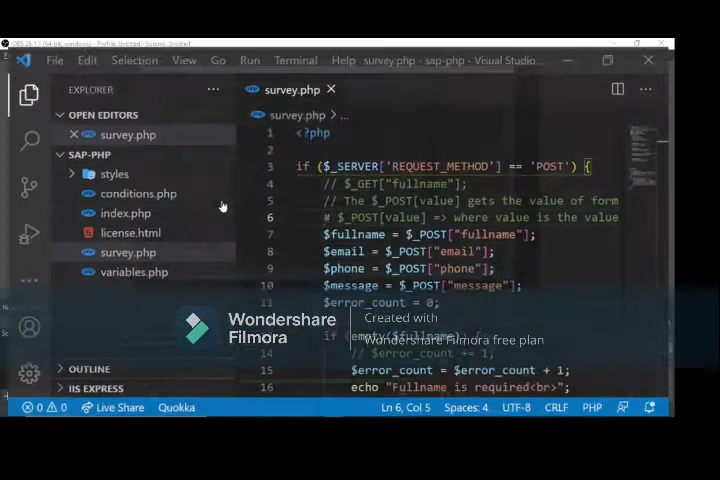 OBS 26.1.1 (64-bit, windows) - Profile: Untitled - Scenes: Untitled
File Edit Selection View Go Run Terminal Help survey.php - sap-php - Visual Studio...
EXPLORER
survey.php
OPEN EDITORS
survey.php
SAP-PHP
styles
conditions.php
index.php
license.html
survey.php
variables.php
OUTLINE
IIS EXPRESS
survey.php > ...
1 <?php
2
3 if ($_SERVER['REQUEST_METHOD'] == 'POST') {
4 // $_GET["fullname"];
5 // The $_POST[value] gets the value of form
6 # $_POST[value] => where value is the value
7 $fullname = $_POST["fullname"];
8 $email = $_POST["email"];
9 $phone = $_POST["phone"];
10 $message = $_POST["message"];
11 $error_count = 0;
if (empty($fullname)) {
14 // $error_count += 1;
15 $error_count = $error_count + 1;
16 echo "Fullname is required<br>";
Wondershare
Filmora
Created with
Wondershare Filmora free plan
0 0 Live Share Quokka Ln 6, Col 5 Spaces: 4 UTF-8 CRLF PHP